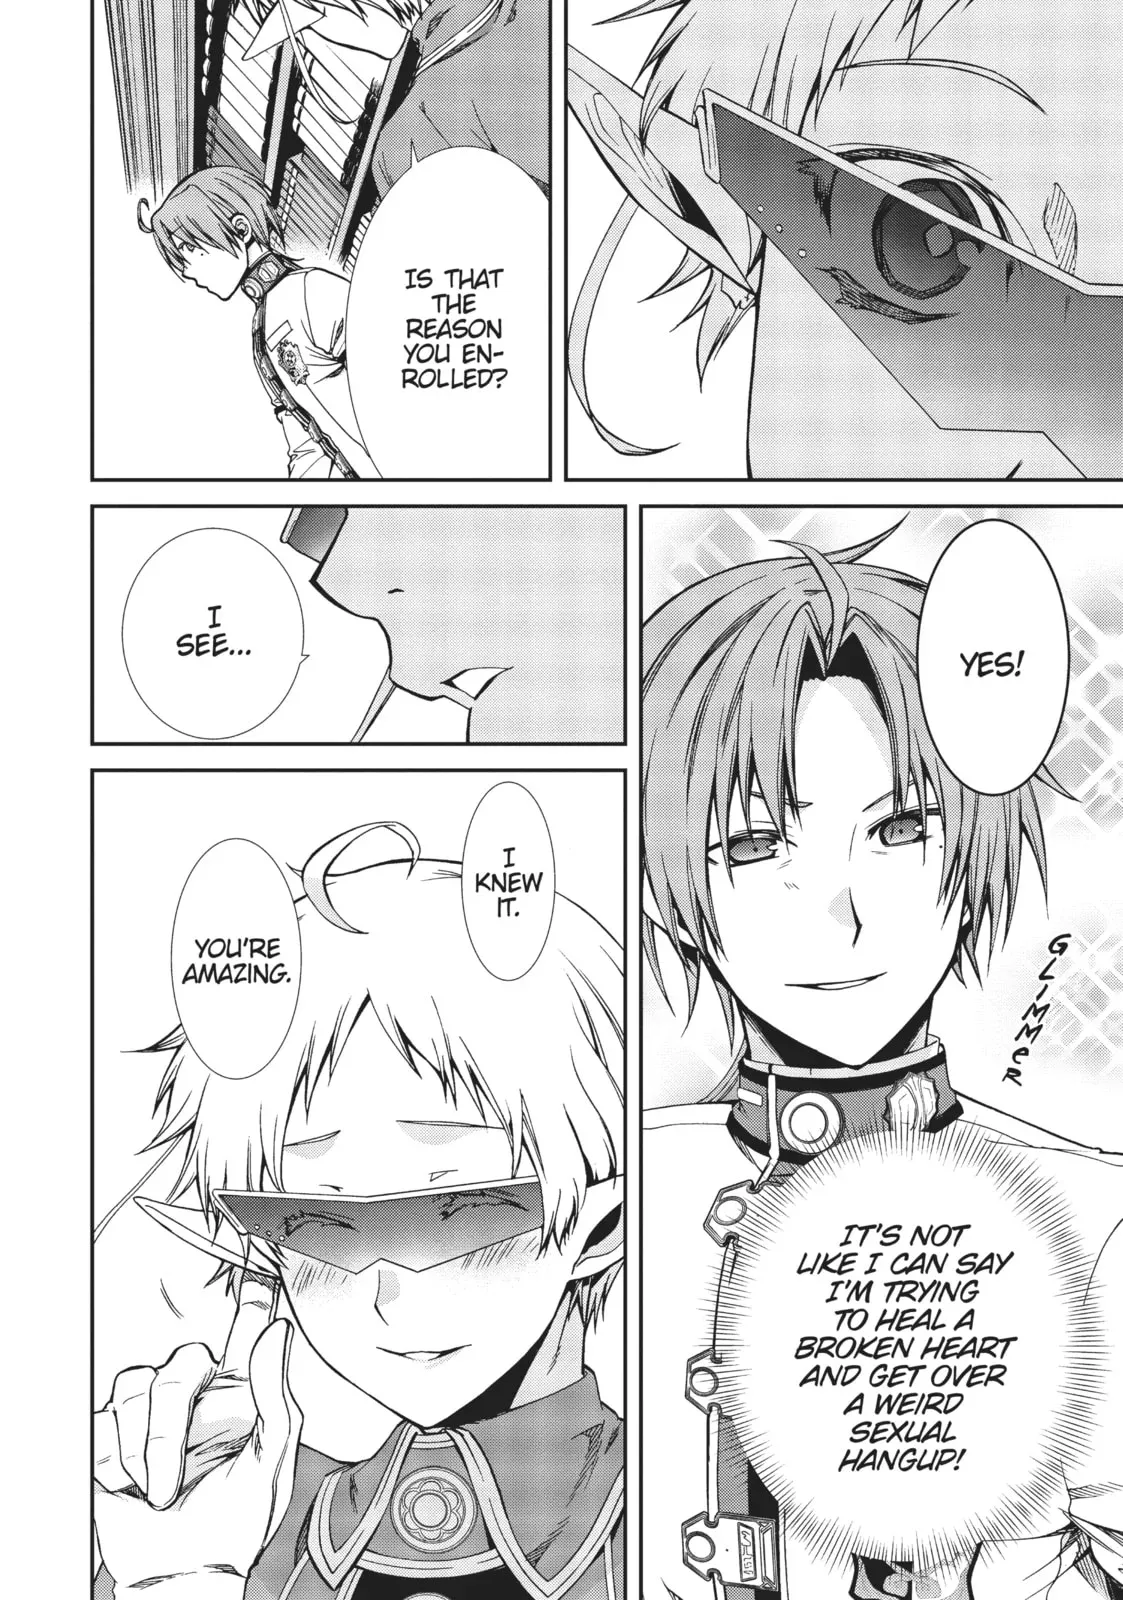 IS THAT
THE
REASON
YOU EN-
ROLLED?
YES!
GLIMMER
IT'S NOT
LIKE I CAN SAY
I'M TRYING
TO HEAL A
BROKEN HEART
AND GET OVER
A WEIRD
SEXUAL
HANGUP!
I
SEE...
I
KNEW
IT.
YOU'RE
AMAZING.